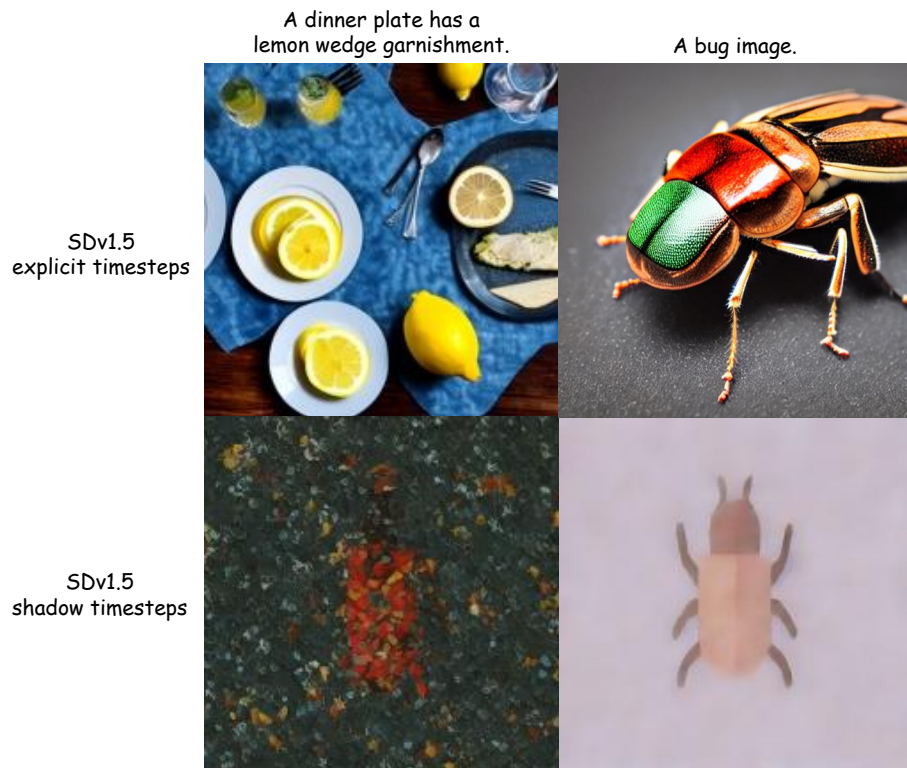 A dinner plate has a
lemon wedge garnishment.
A bug image.
SDv1.5
explicit timesteps
SDv1.5
shadow timesteps